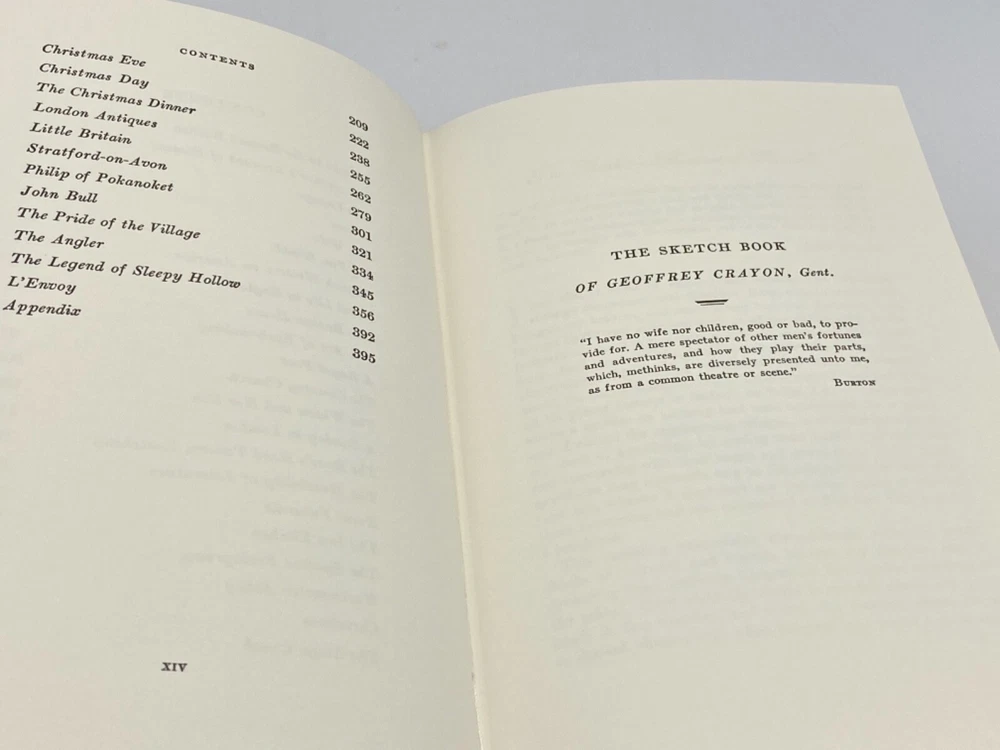 CONTENTS
Christmas Eve 209
Christmas Day 222
The Christmas Dinner 238
London Antiques 255
Little Britain 262
Stratford-on-Avon 279
Philip of Pokanoket 301
John Bull 321
The Pride of the Village 334
The Angler 345
The Legend of Sleepy Hollow 356
L'Envoy 392
Appendix 395
XIV
THE SKETCH BOOK
OF GEOFFREY CRAYON, Gent.
"I have no wife nor children, good or bad, to pro-
vide for. A mere spectator of other men's fortunes
and adventures, and how they play their parts,
which, methinks, are diversely presented unto me,
as from a common theatre or scene."
BURTON